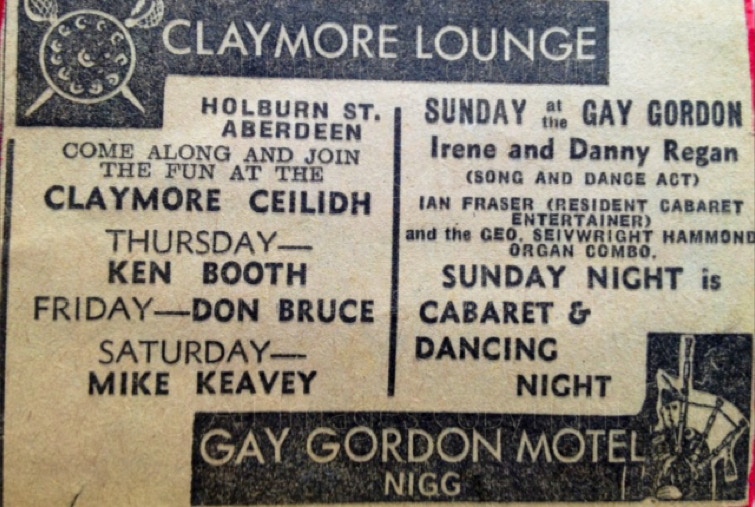 CLAYMORE LOUNGE
HOLBURN ST.
ABERDEEN
COME ALONG AND JOIN
THE FUN AT THE
CLAYMORE CEILIDH
THURSDAY—
KEN BOOTH
FRIDAY—DON BRUCE
SATURDAY—
MIKE KEAVEY
SUNDAY at the GAY GORDON
Irene and Danny Regan
(SONG AND DANCE ACT)
IAN FRASER (RESIDENT CABARET
ENTERTAINER)
and the GEO. SEIVWRIGHT HAMMOND
ORGAN COMBO.
SUNDAY NIGHT is
CABARET &
DANCING
NIGHT
GAY GORDON MOTEL
NIGG